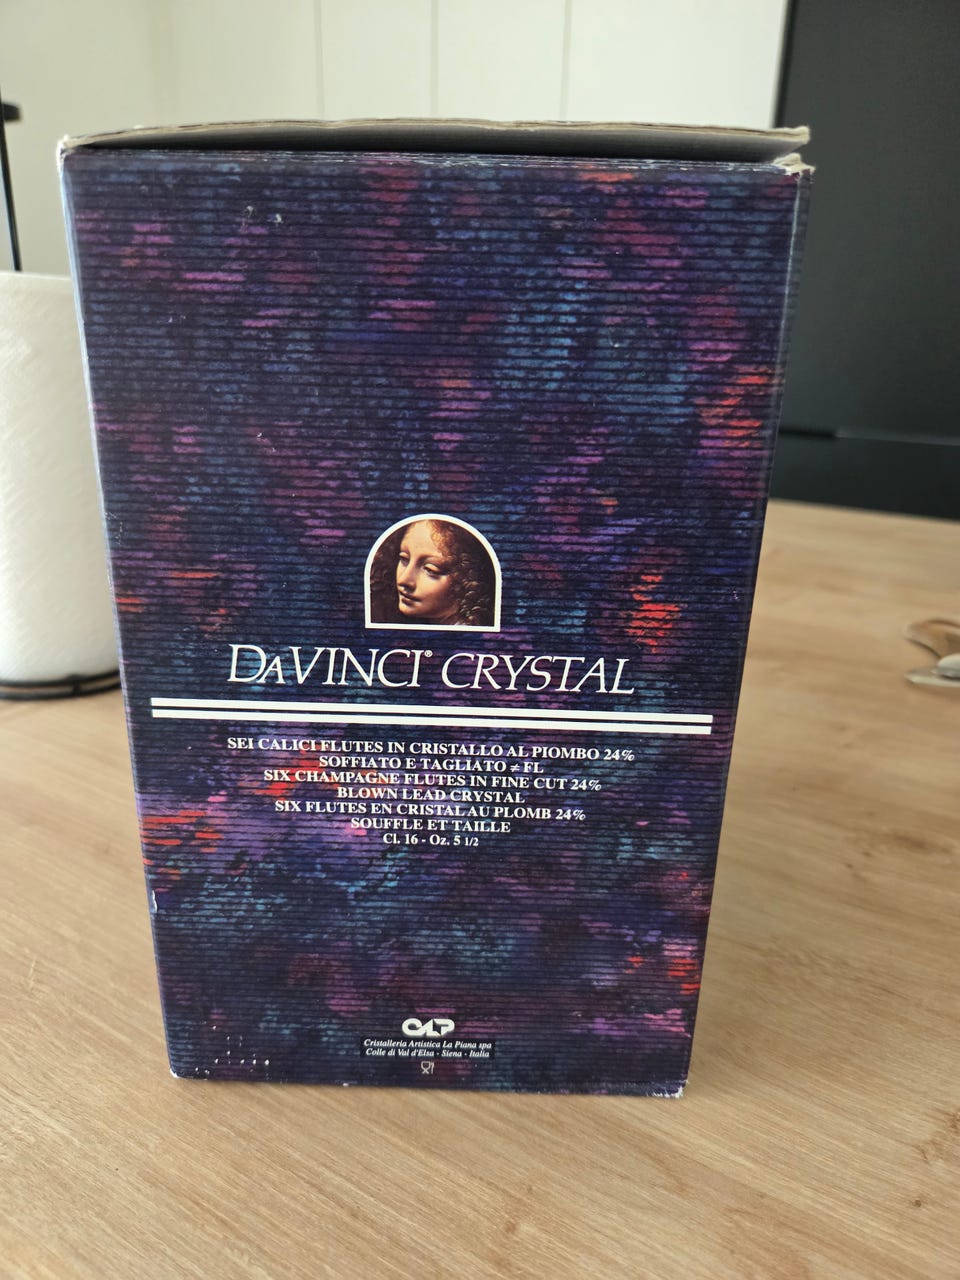 DAVINCI® CRYSTAL
SEI CALICI FLUTES IN CRISTALLO AL PIOMBO 24%
SOFFIATO E TAGLIATO ≠ FL
SIX CHAMPAGNE FLUTES IN FINE CUT 24%
BLOWN LEAD CRYSTAL
SIX FLUTES EN CRISTAL AU PLOMB 24%
SOUFFLE ET TAILLE
Cl. 16 - Oz. 5 1/2
CALP
Cristalleria Artistica La Piana spa
Colle di Val d'Elsa - Siena - Italia